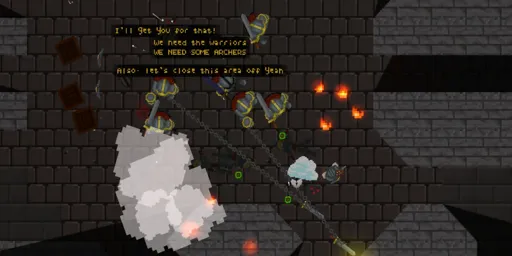 I'll get you for that!
We need the warriors
WE NEED SOME ARCHERS
Also- let's close this area off yeah